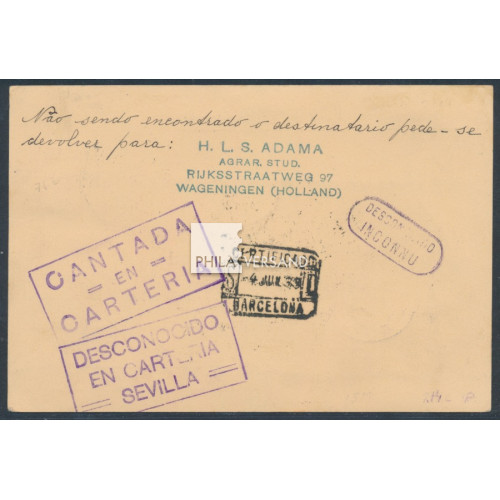 Não sendo encontrado o destinatario pede-se
devolver para:
H. L. S. ADAMA
AGRAR. STUD.
RIJKSSTRAATWEG 97
WAGENINGEN (HOLLAND)
DESCONOCIDO
INCONNU
CANTADA
EN
CARTERIA
PHILAVERSAND
CERTIFICADO
BARCELONA
DESCONOCIDO
EN CARTERIA
SEVILLA